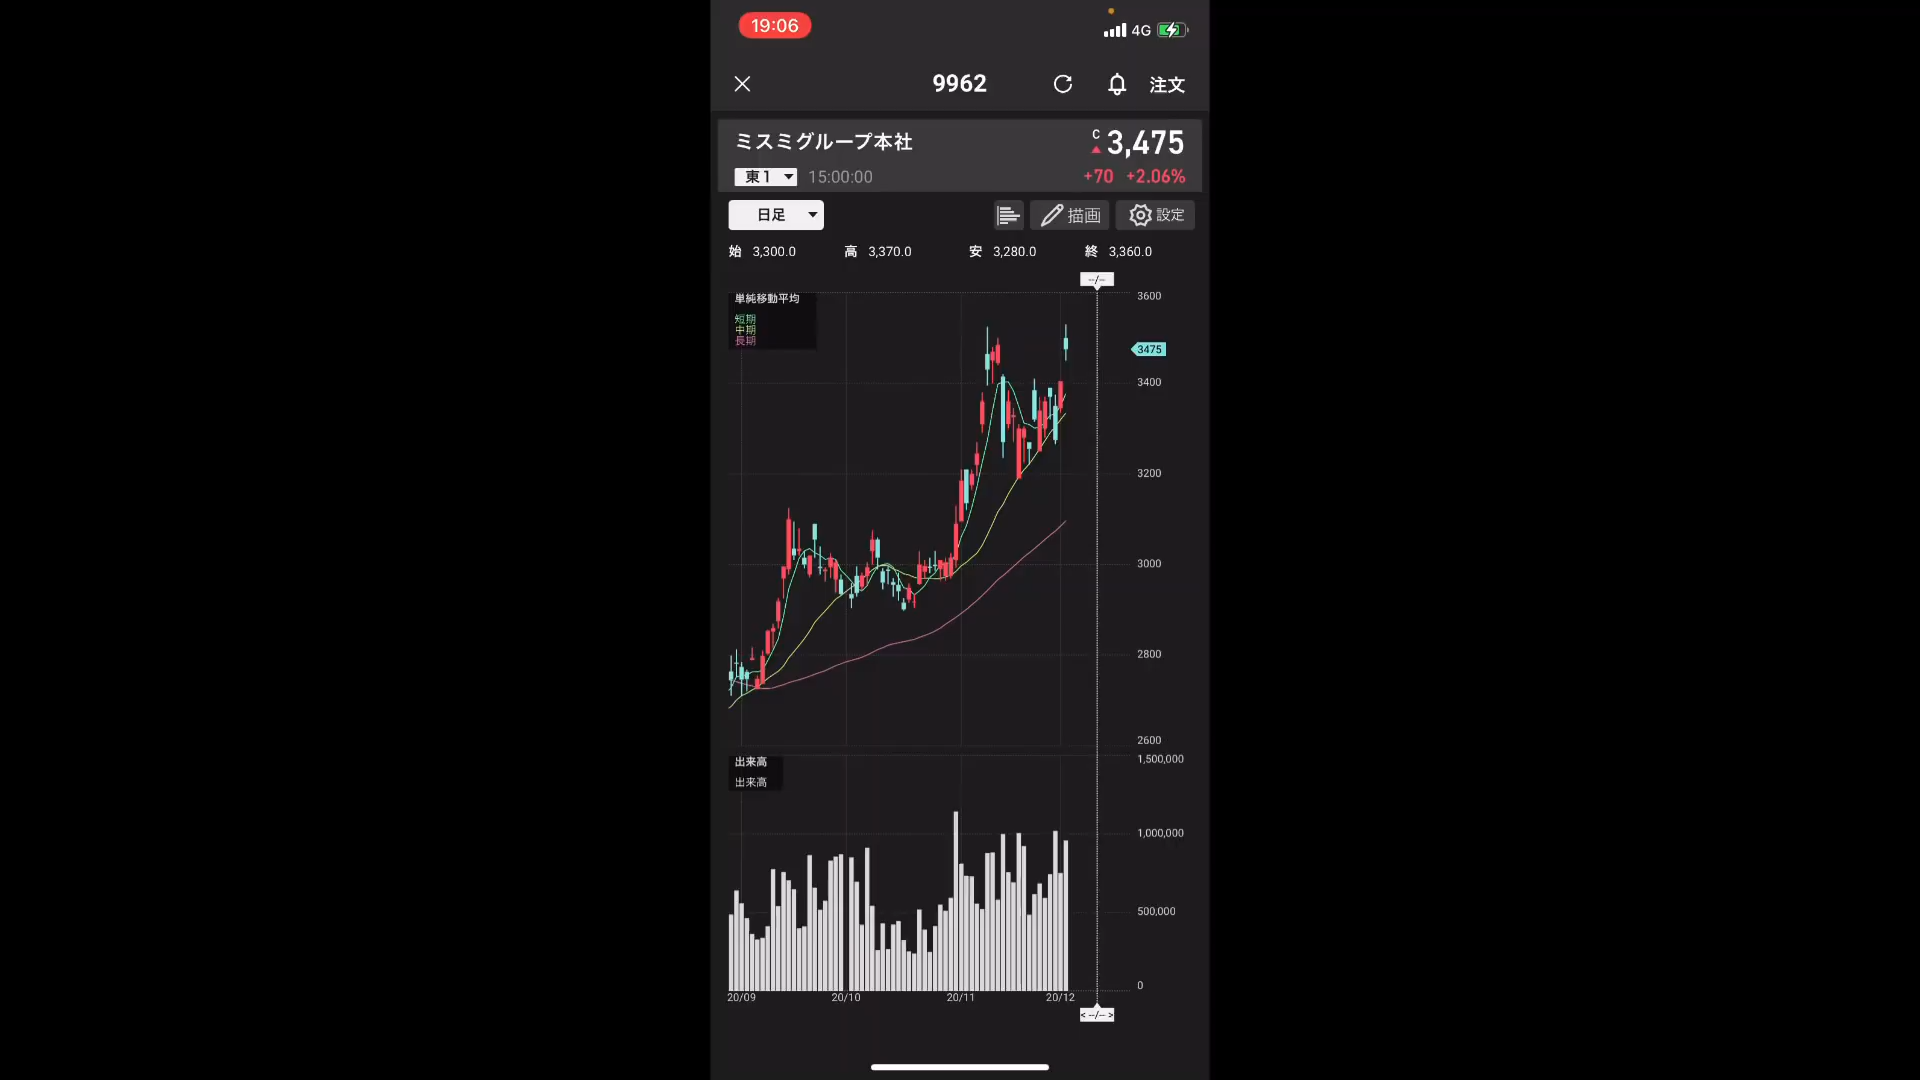 19:06
4G
9962
注文
ミスミグループ本社
C 3,475
東1 15:00:00
+70 +2.06%
日足
描画
設定
始 3,300.0 高 3,370.0 安 3,280.0 終 3,360.0
--/--
単純移動平均
短期
中期
長期
3600
3475
3400
3200
3000
2800
2600
出来高
出来高
1,500,000
1,000,000
500,000
0
20/09 20/10 20/11 20/12
< --/-- >